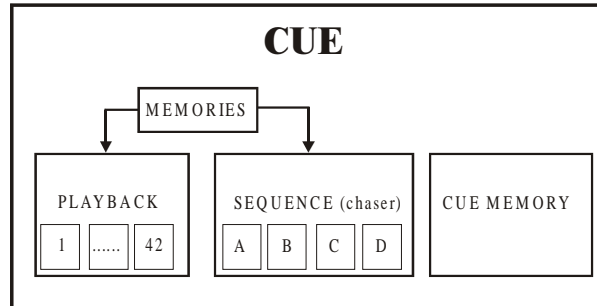 CUE
MEMORIES
PLAYBACK
1 ...... 42
SEQUENCE (chaser)
A B C D
CUE MEMORY